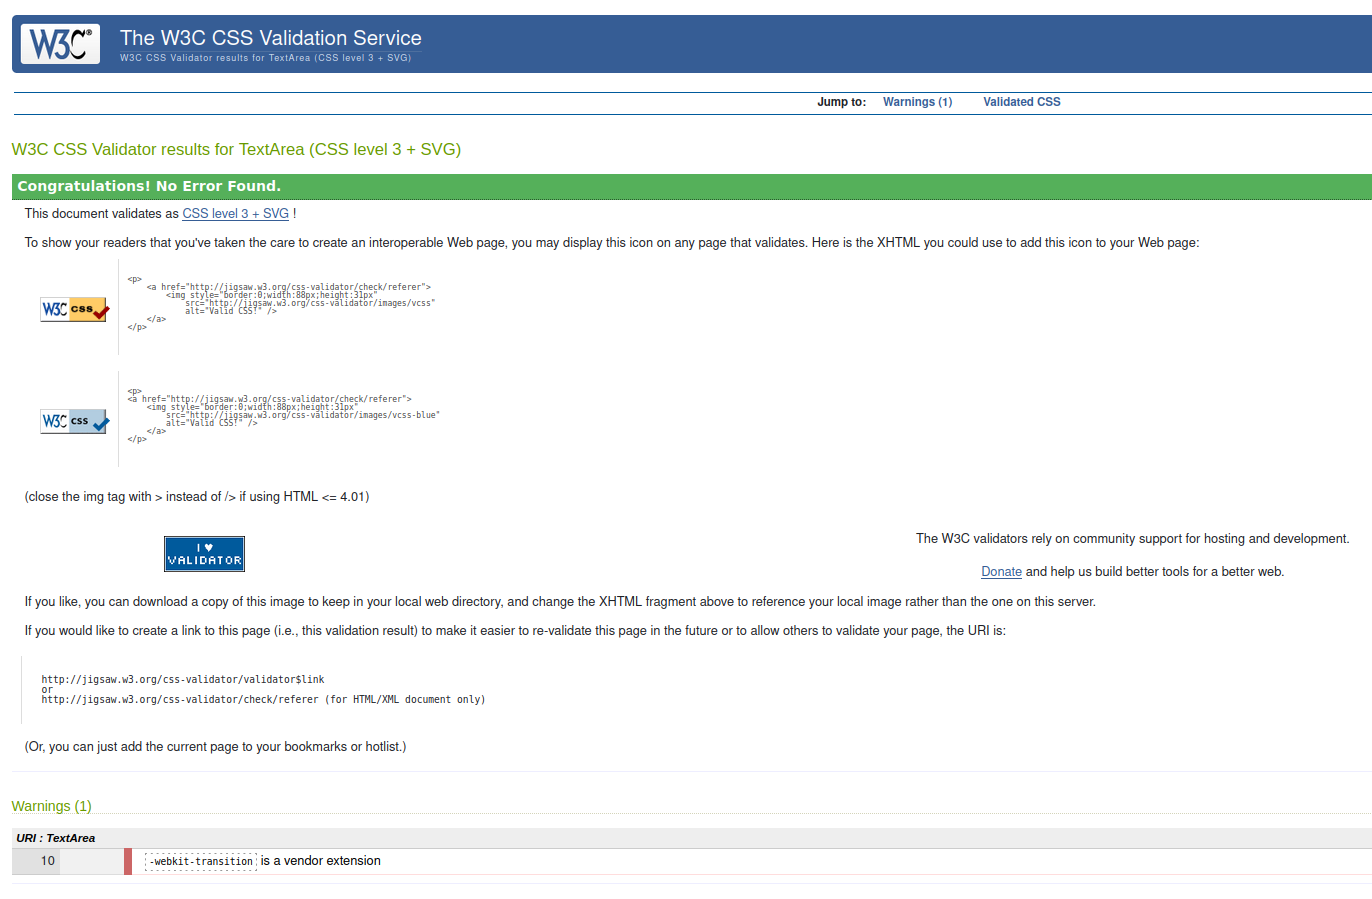 W3C®
The W3C CSS Validation Service
W3C CSS Validator results for TextArea (CSS level 3 + SVG)
Jump to: Warnings (1) Validated CSS
W3C CSS Validator results for TextArea (CSS level 3 + SVG)
Congratulations! No Error Found.
This document validates as CSS level 3 + SVG !
To show your readers that you've taken the care to create an interoperable Web page, you may display this icon on any page that validates. Here is the XHTML you could use to add this icon to your Web page:
W3C css
<p>
<a href="http://jigsaw.w3.org/css-validator/check/referer">
<img style="border:0;width:88px;height:31px"
src="http://jigsaw.w3.org/css-validator/images/vcss"
alt="Valid CSS!" />
</a>
</p>
W3C css
<p>
<a href="http://jigsaw.w3.org/css-validator/check/referer">
<img style="border:0;width:88px;height:31px"
src="http://jigsaw.w3.org/css-validator/images/vcss-blue"
alt="Valid CSS!" />
</a>
</p>
(close the img tag with > instead of /> if using HTML <= 4.01)
I ♥
VALIDATOR
The W3C validators rely on community support for hosting and development.
Donate and help us build better tools for a better web.
If you like, you can download a copy of this image to keep in your local web directory, and change the XHTML fragment above to reference your local image rather than the one on this server.
If you would like to create a link to this page (i.e., this validation result) to make it easier to re-validate this page in the future or to allow others to validate your page, the URI is:
http://jigsaw.w3.org/css-validator/validator$link
or
http://jigsaw.w3.org/css-validator/check/referer (for HTML/XML document only)
(Or, you can just add the current page to your bookmarks or hotlist.)
Warnings (1)
URI : TextArea
10 -webkit-transition is a vendor extension